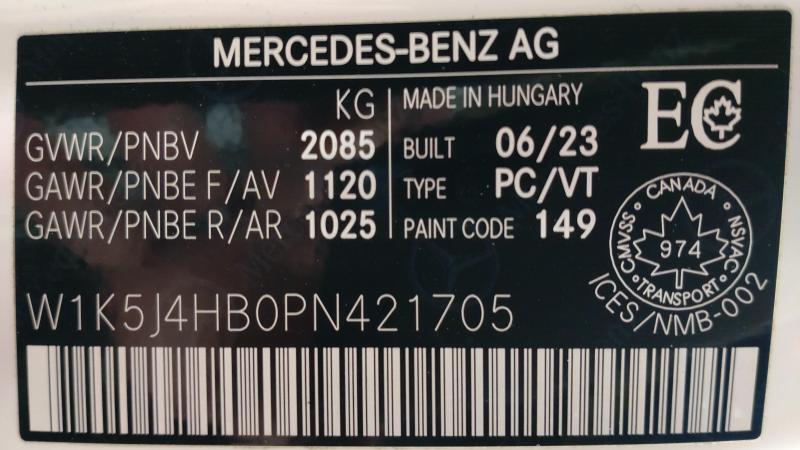 MERCEDES-BENZ AG
KG
GVWR/PNBV 2085
GAWR/PNBE F/AV 1120
GAWR/PNBE R/AR 1025
MADE IN HUNGARY
BUILT 06/23
TYPE PC/VT
PAINT CODE 149
EC
CANADA
CMVSS NSVAC
974
TRANSPORT
ICES/NMB-002
W1K5J4HB0PN421705